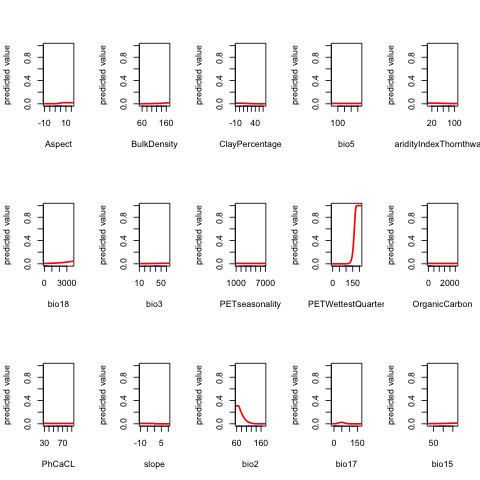 predicted value predicted value predicted value predicted value predicted value
0.0 0.4 0.8 0.0 0.4 0.8 0.0 0.4 0.8 0.0 0.4 0.8 0.0 0.4 0.8
-10 10 60 160 -10 40 100 20 100
Aspect BulkDensity ClayPercentage bio5 aridityIndexThornthwa
predicted value predicted value predicted value predicted value predicted value
0.0 0.4 0.8 0.0 0.4 0.8 0.0 0.4 0.8 0.0 0.4 0.8 0.0 0.4 0.8
0 3000 10 50 1000 7000 0 150 0 2000
bio18 bio3 PETseasonality PETWettestQuarter OrganicCarbon
predicted value predicted value predicted value predicted value predicted value
0.0 0.4 0.8 0.0 0.4 0.8 0.0 0.4 0.8 0.0 0.4 0.8 0.0 0.4 0.8
30 70 -10 5 60 160 0 150 50
PhCaCL slope bio2 bio17 bio15